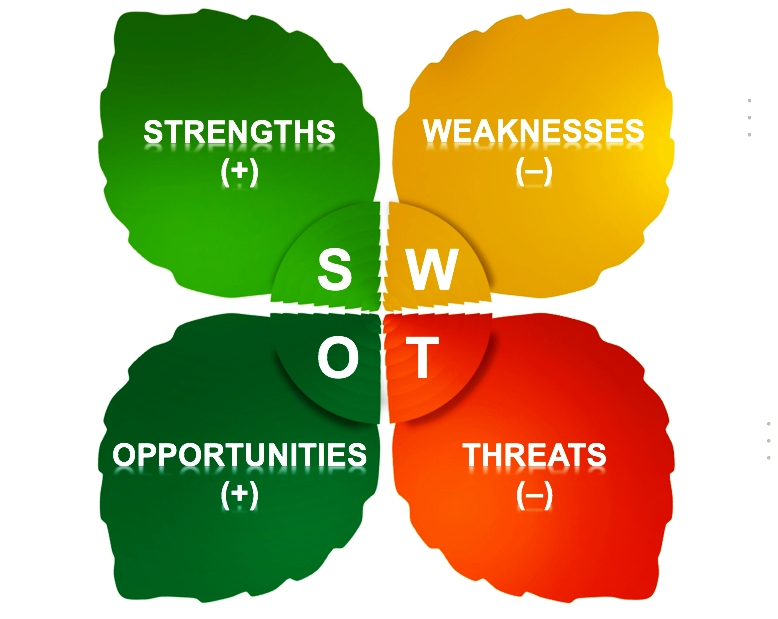 STRENGTHS
(+)
WEAKNESSES
(–)
S
W
O
T
OPPORTUNITIES
(+)
THREATS
(–)